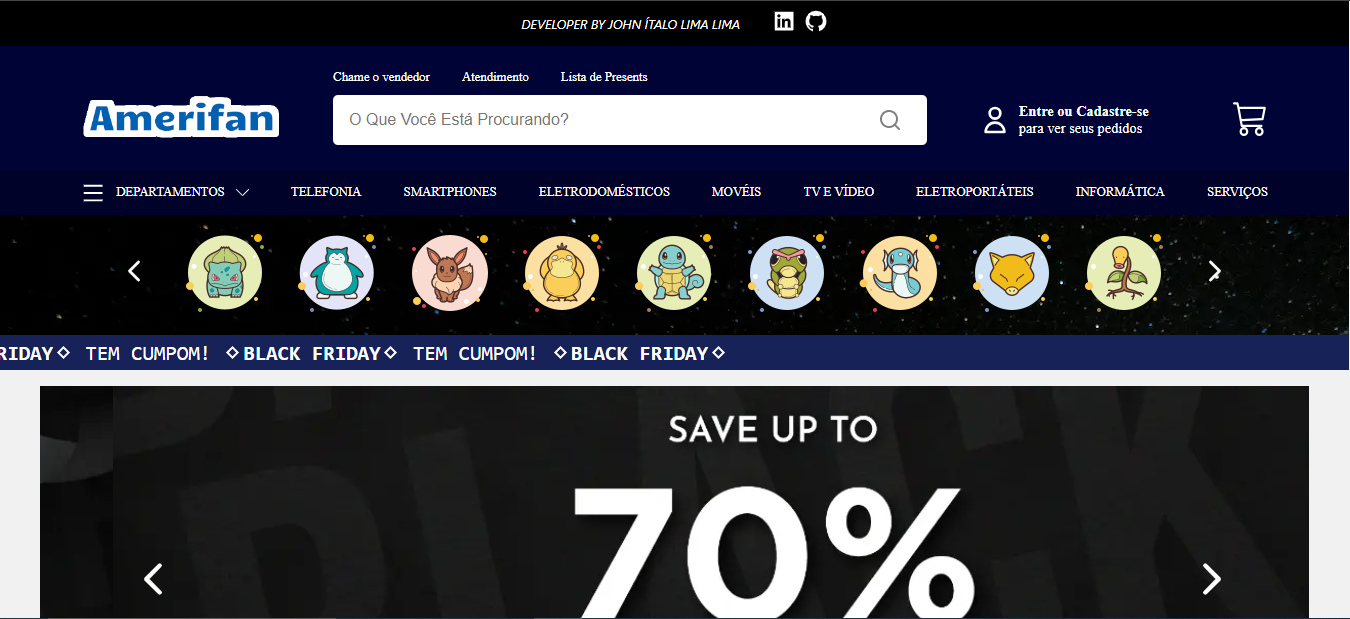 DEVELOPER BY JOHN ÍTALO LIMA LIMA
Chame o vendedor Atendimento Lista de Presents
Amerifan
O Que Você Está Procurando?
Entre ou Cadastre-se
para ver seus pedidos
DEPARTAMENTOS TELEFONIA SMARTPHONES ELETRODOMÉSTICOS MOVÉIS TV E VÍDEO ELETROPORTÁTEIS INFORMÁTICA SERVIÇOS
RIDAY◇ TEM CUMPOM! ◇BLACK FRIDAY◇ TEM CUMPOM! ◇BLACK FRIDAY◇
SAVE UP TO
70%